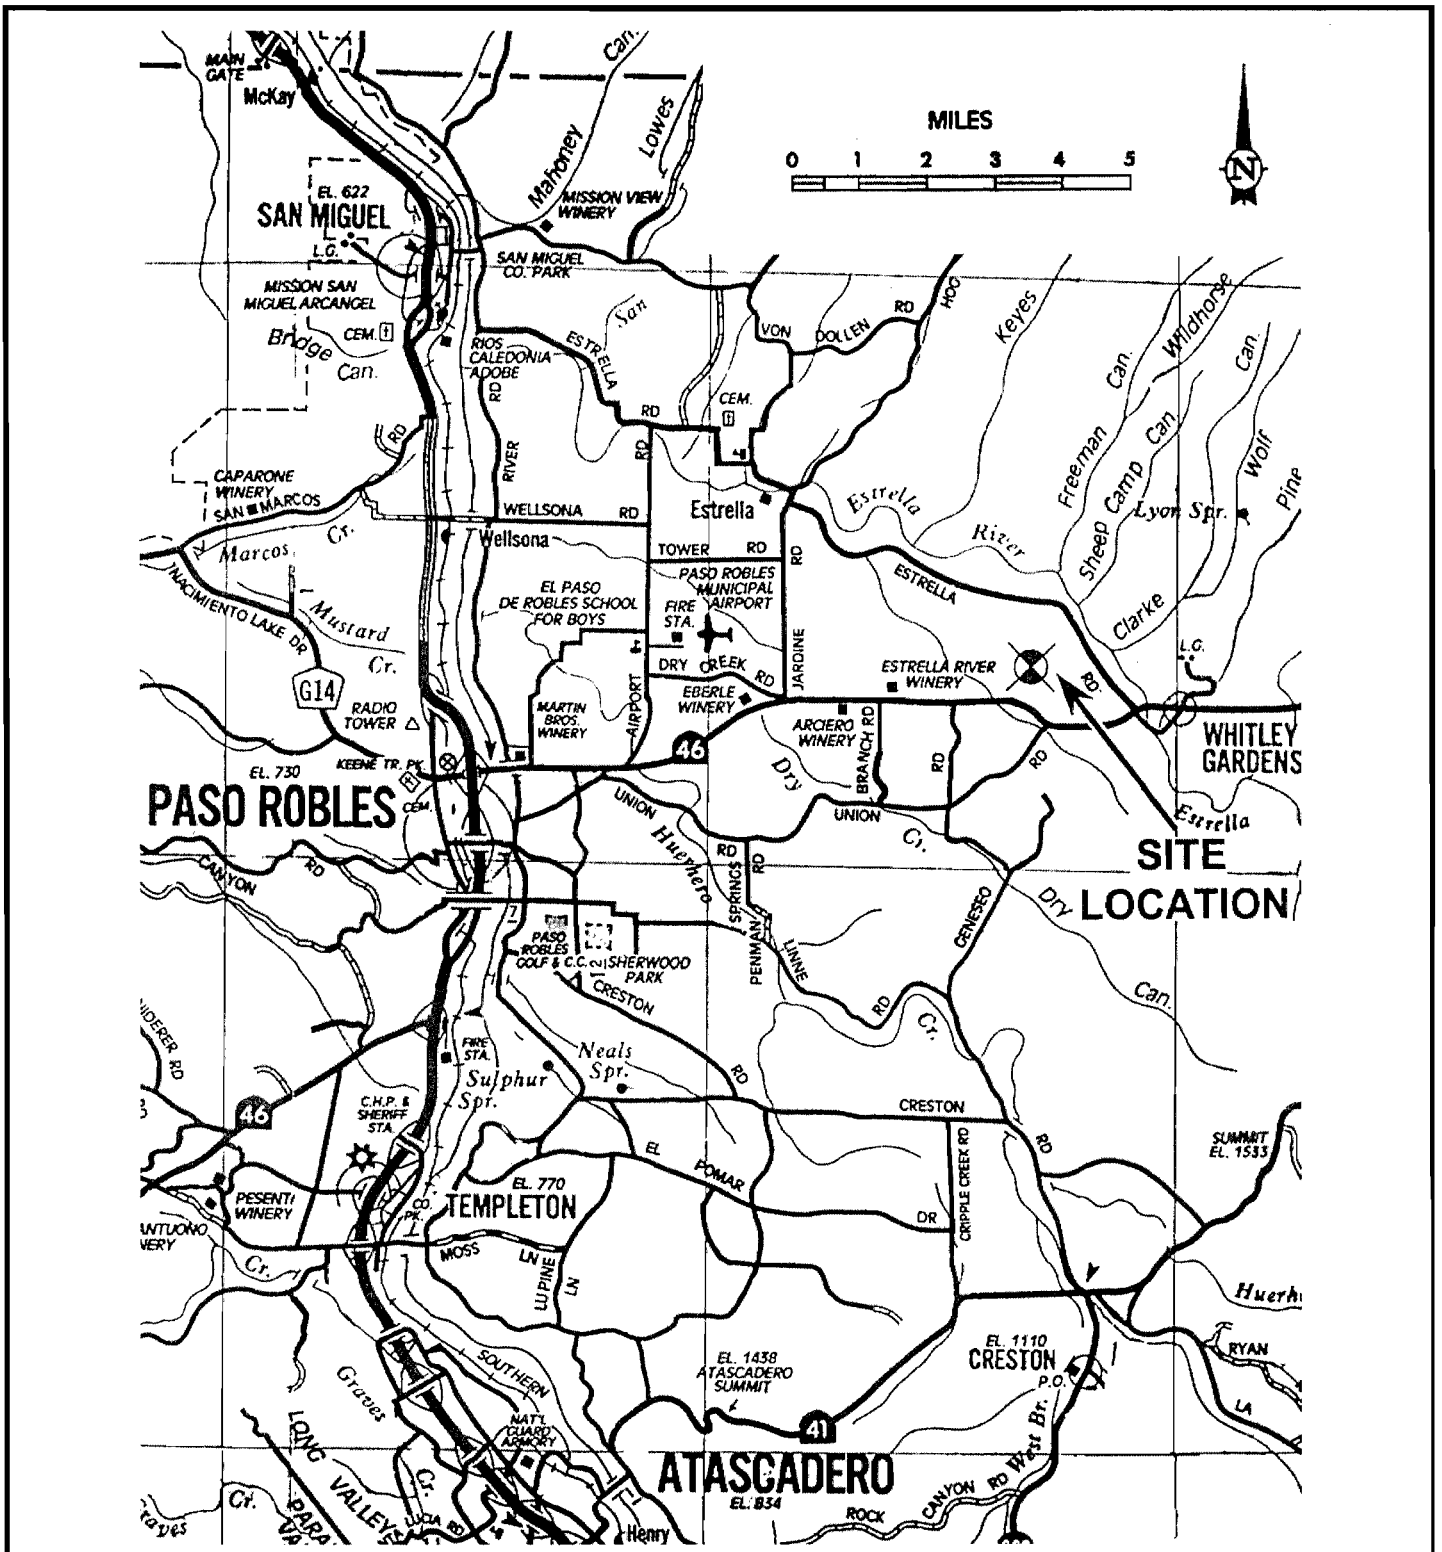 Can.
MAIN
GATE
McKay
Lowes
Mahoney
MILES
0 1 2 3 4 5
N
EL. 622
SAN MIGUEL
L.G.
MISSION VIEW
WINERY
SAN MIGUEL
CO. PARK
MISSION SAN
MIGUEL ARCANGEL
CEM.
Bridge
Can.
RIOS
CALEDONIA
ADOBE
San
ESTRELLA
RD
VON
DOLLEN
RD
HOG
Keyes
Wildhorse
Can.
Can.
Freeman
Sheep Camp Can.
Wolf
Pine
Lyon Spr.
Clarke
L.G.
RD
RIVER
RD
CEM.
RD
CAPARONE
WINERY
SAN MARCOS
Marcos
Cr.
WELLSONA
RD
Wellsona
Estrella
Estrella
River
TOWER
RD
RD
JARDINE
PASO ROBLES
MUNICIPAL
AIRPORT
FIRE
STA.
EL PASO
DE ROBLES SCHOOL
FOR BOYS
ESTRELLA
RD
NACIMIENTO LAKE DR
Mustard
Cr.
G14
RADIO
TOWER
KEENE TR. PK.
CEM.
MARTIN
BROS.
WINERY
AIRPORT
DRY CREEK
RD
EBERLE
WINERY
46
ESTRELLA RIVER
WINERY
ARCIERO
WINERY
BRANCH RD
RD
RD
WHITLEY
GARDENS
EL. 730
PASO ROBLES
UNION
Dry
UNION
Cr.
Estrella
SITE
LOCATION
CANYON
RD
Huerhero
RD
RD
SPRINGS
PENMAN
LINNE
RD
Cr.
GENESEO
Dry
Can.
7
PASO
ROBLES
GOLF & C.C.
SHERWOOD
PARK
CRESTON
RD
RD
FIRE
STA.
Sulphur
Spr.
Neals
Spr.
46
C.H.P. &
SHERIFF
STA.
CRESTON
RD
SUMMIT
EL. 1533
EL
POMAR
DR
CRIPPLE CREEK RD
PESENTI
WINERY
EL. 770
TEMPLETON
CO.
PK.
MOSS
LN
LUPINE
LN
Cr.
Graves
SOUTHERN
EL. 1438
ATASCADERO
SUMMIT
EL. 1110
CRESTON
P.O.
RYAN
LA
41
NAT'L
GUARD
ARMORY
ATASCADERO
EL. 834
West Br.
ROCK
CANYON
RD
LONG
VALLEY
Cr.
Cr.
LUCIA RD
Henry